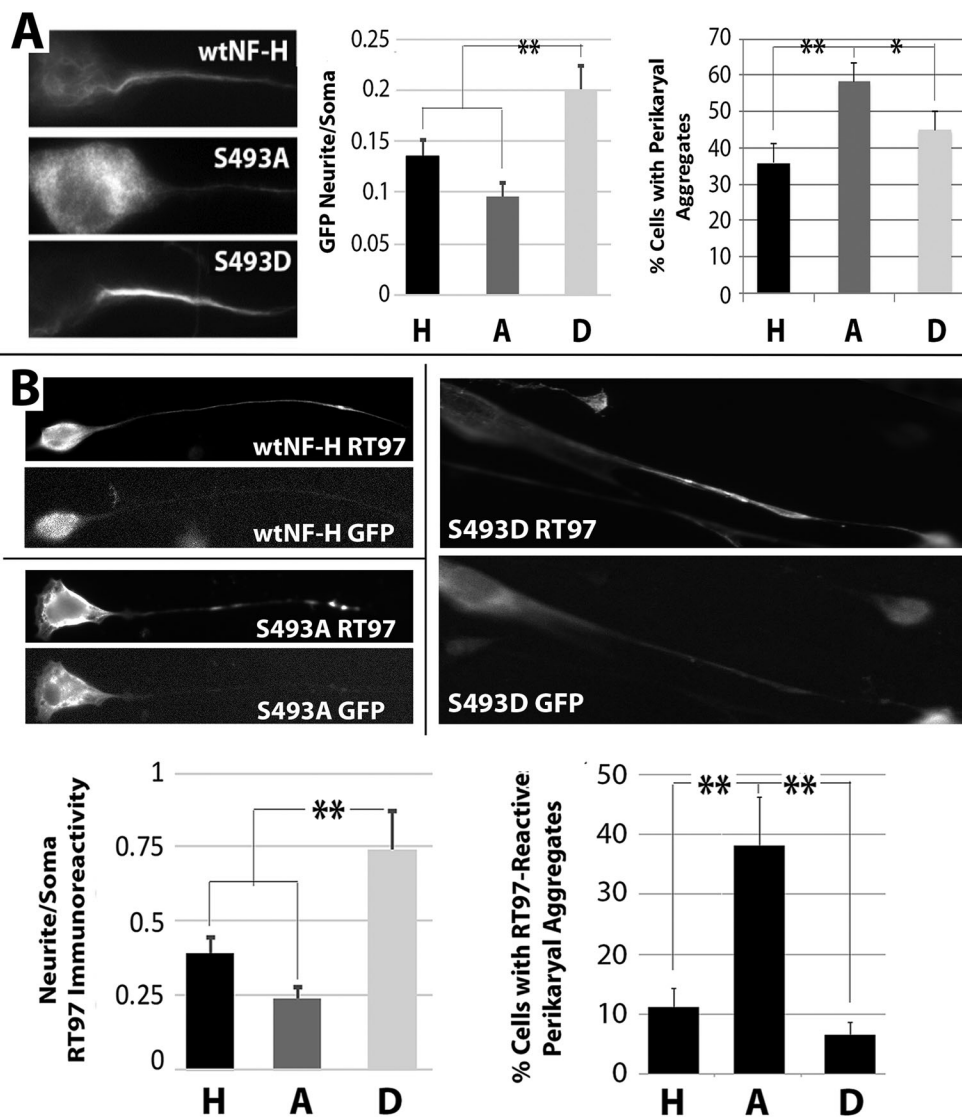 A
wtNF-H
S493A
S493D
GFP Neurite/Soma
0.25
0.2
0.15
0.1
0.05
0
**
H A D
% Cells with Perikaryal
Aggregates
70
60
50
40
30
20
10
0
** *
H A D
B
wtNF-H RT97
wtNF-H GFP
S493A RT97
S493A GFP
S493D RT97
S493D GFP
Neurite/Soma
RT97 Immunoreactivity
1
0.75
0.5
0.25
0
**
H A D
% Cells with RT97-Reactive
Perikaryal Aggregates
50
40
30
20
10
0
** **
H A D